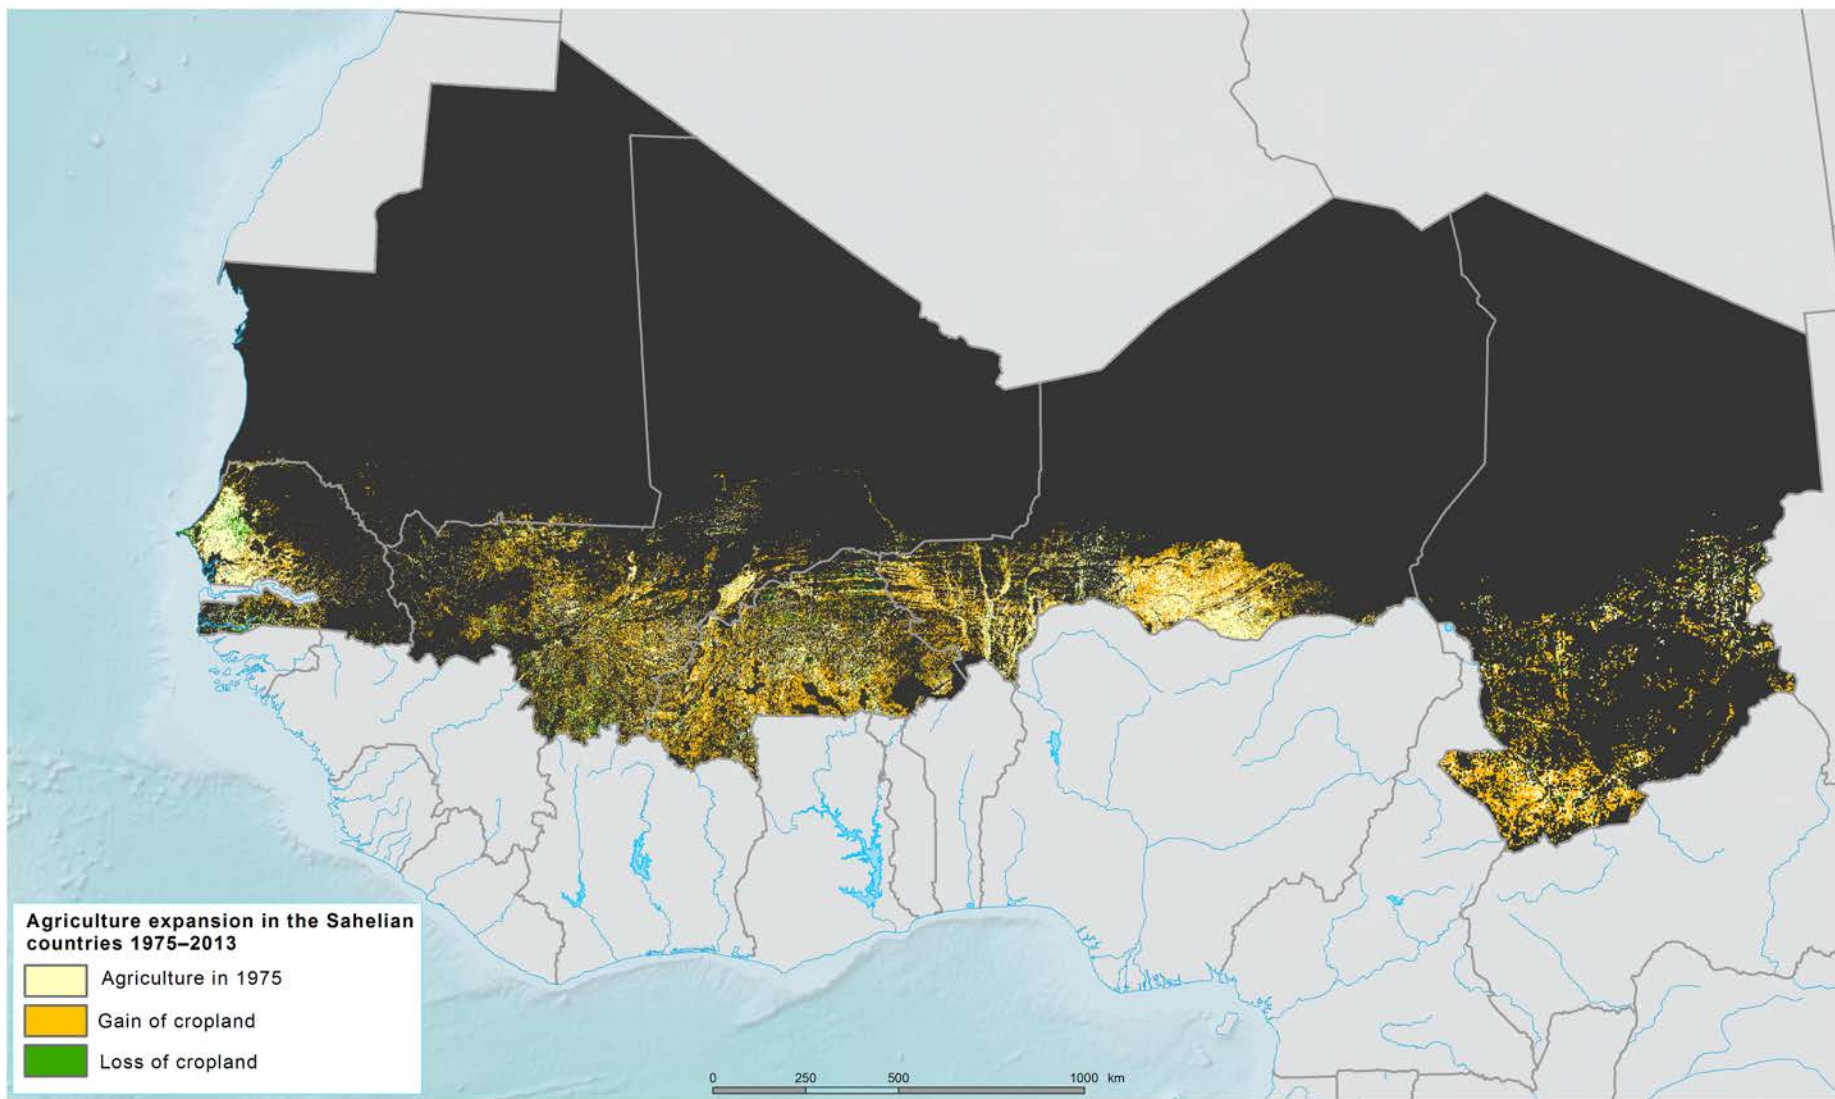 Agriculture expansion in the Sahelian
countries 1975–2013
Agriculture in 1975
Gain of cropland
Loss of cropland
0 250 500 1000 km